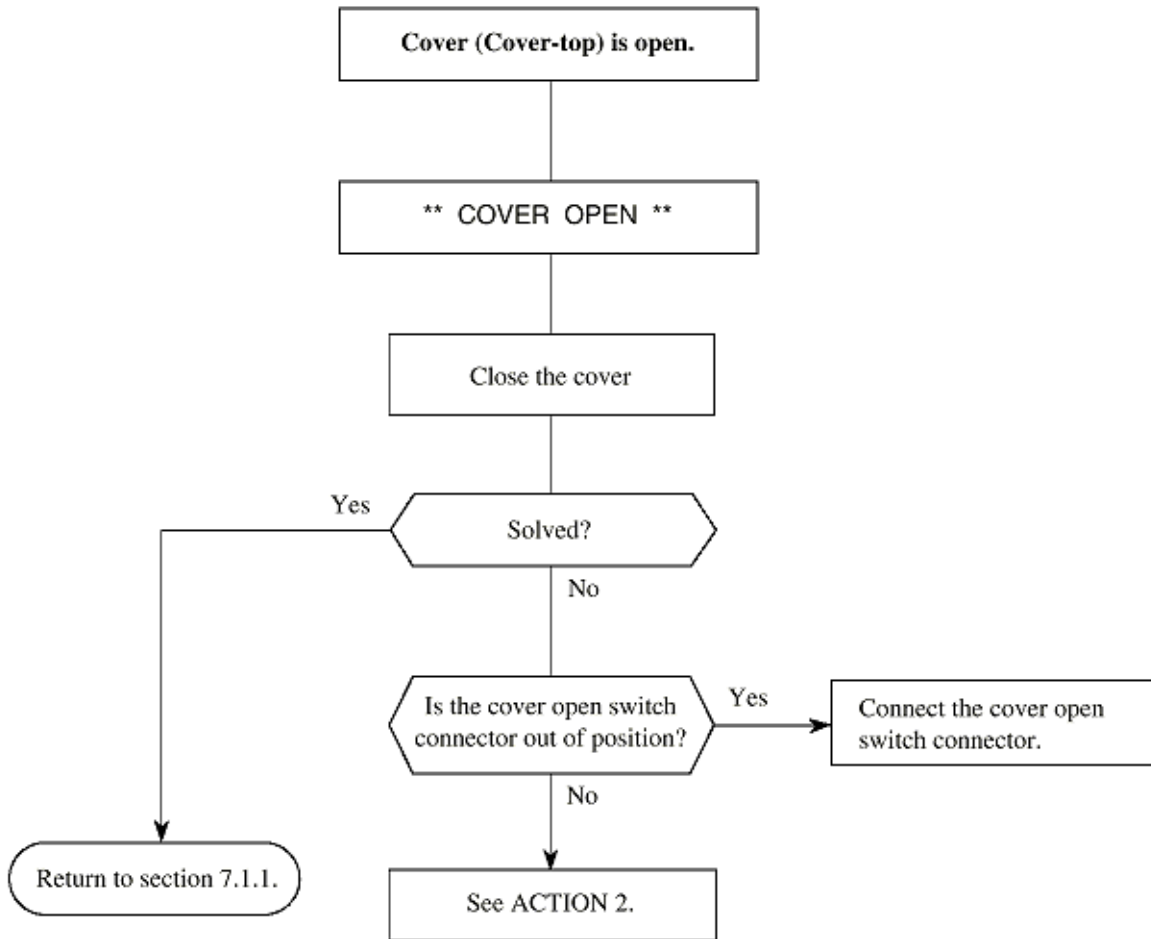 Cover (Cover-top) is open.
** COVER OPEN **
Close the cover
Yes
Solved?
No
Is the cover open switch
connector out of position?
Yes
Connect the cover open
switch connector.
No
Return to section 7.1.1.
See ACTION 2.